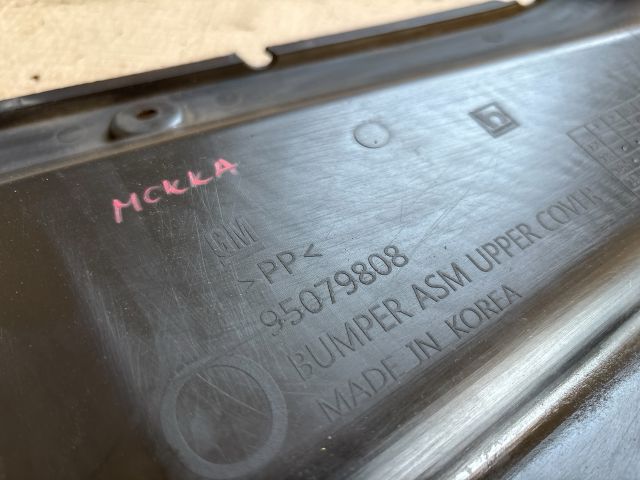 MOKKA
GM
>PP<
95079808
BUMPER ASM UPPER COVER
MADE IN KOREA